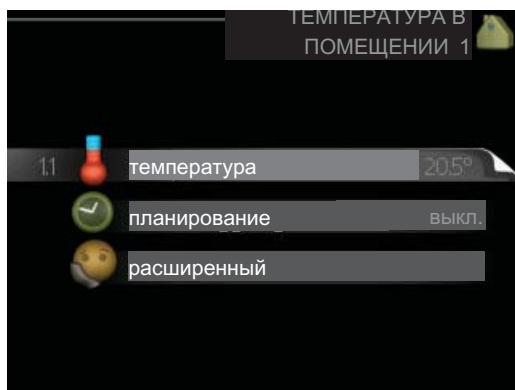 ТЕМПЕРАТУРА В
ПОМЕЩЕНИИ 1
1.1 температура 20.5°
планирование выкл.
расширенный